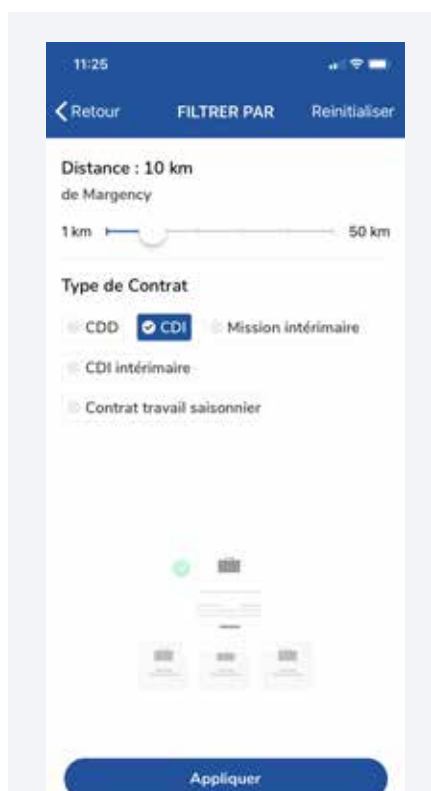 11:25
Retour FILTRER PAR Reinitialiser
Distance : 10 km
de Margency
1 km 50 km
Type de Contrat
CDD CDI Mission intérimaire
CDI intérimaire
Contrat travail saisonnier
Appliquer